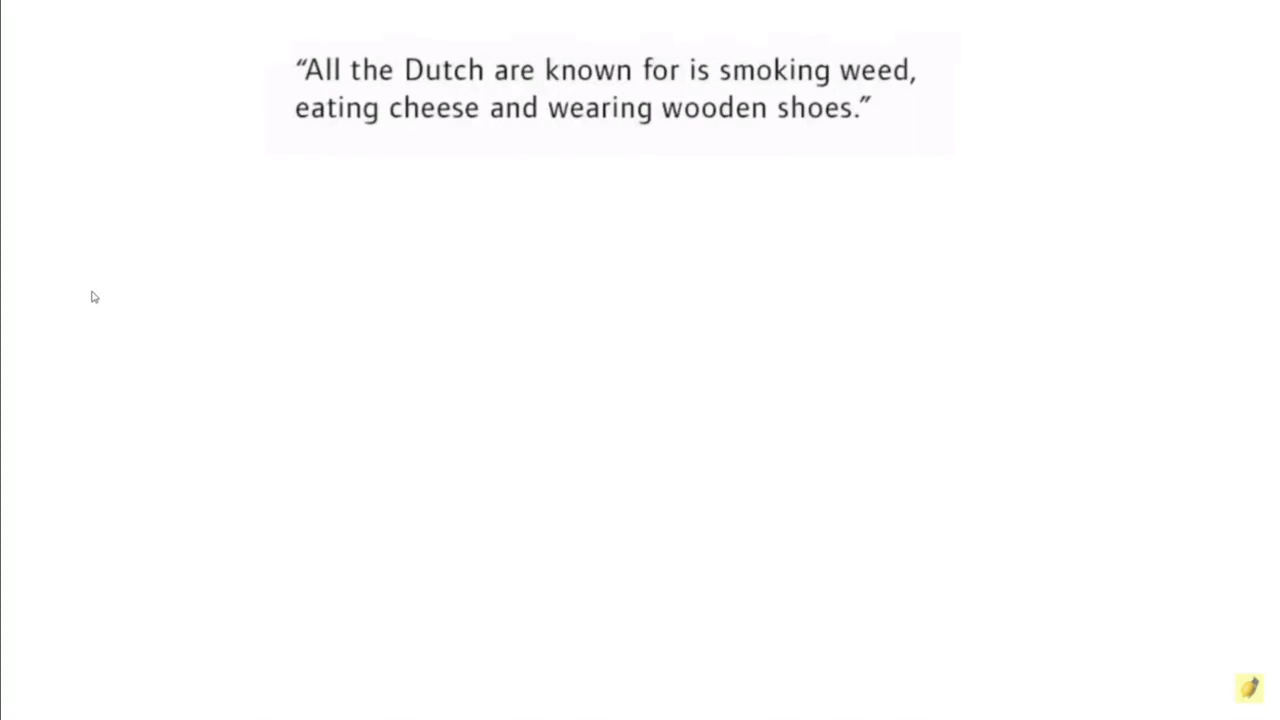 “All the Dutch are known for is smoking weed,
eating cheese and wearing wooden shoes.”